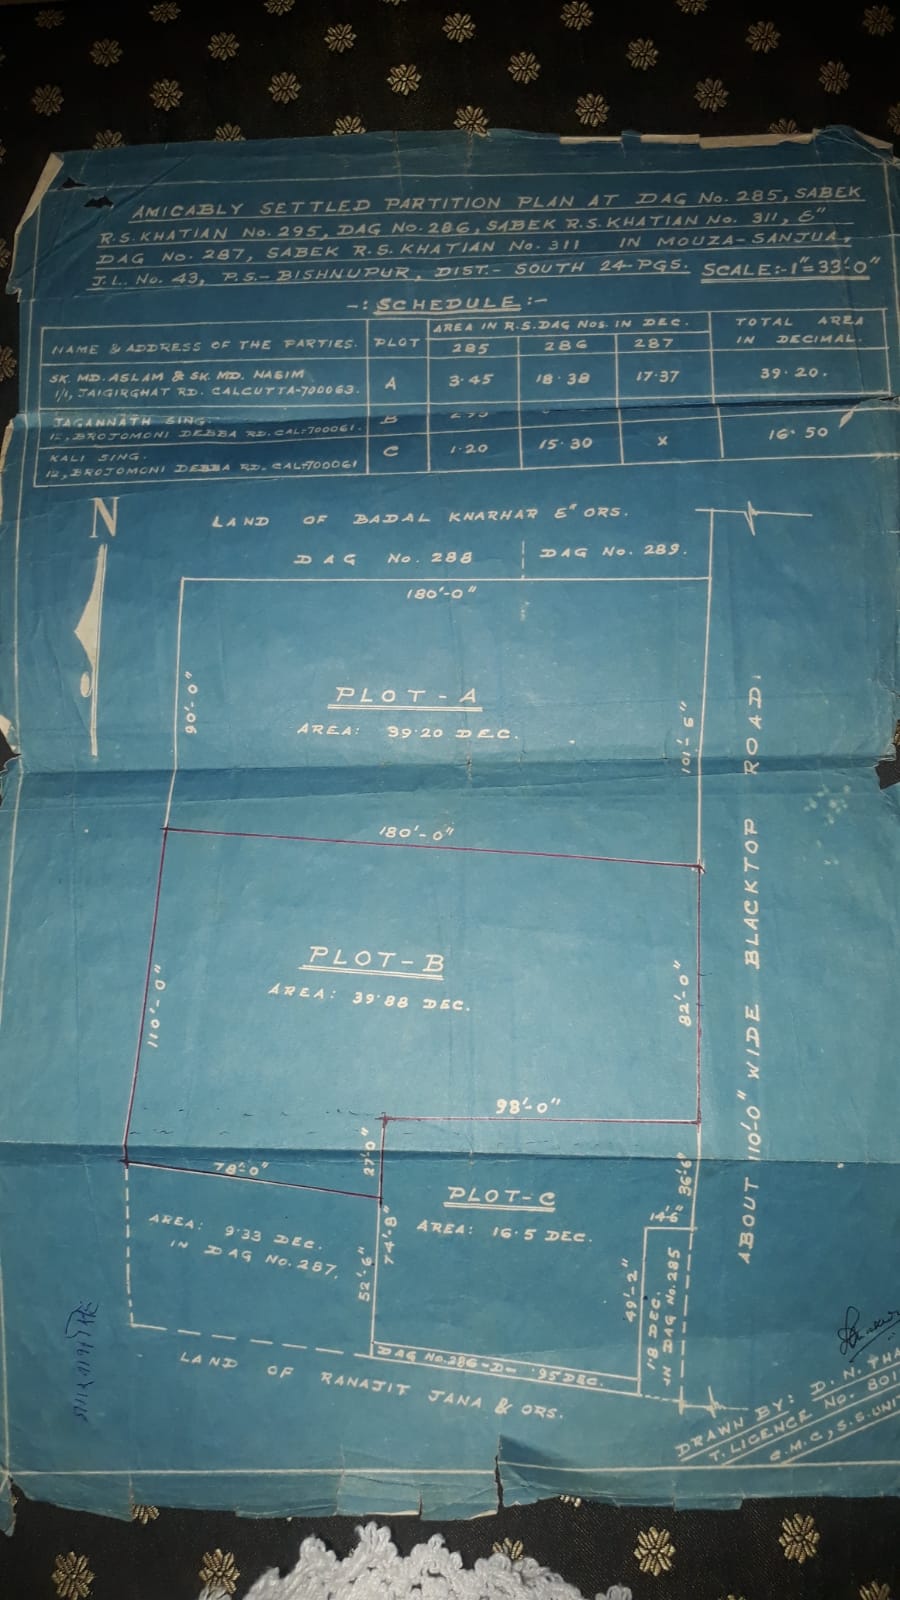 AMICABLY SETTLED PARTITION PLAN AT DAG No. 285, SABEK
R.S. KHATIAN No. 295, DAG No. 286, SABEK R.S. KHATIAN No. 311, &
DAG No. 287, SABEK R.S. KHATIAN No. 311 IN MOUZA-SANJUA,
J.L. No. 43, P.S.- BISHNUPUR, DIST.- SOUTH 24-PGS. SCALE:-1"=33'-0"
-: SCHEDULE:-
NAME & ADDRESS OF THE PARTIES. PLOT AREA IN R.S. DAG NOS. IN DEC. TOTAL AREA IN DECIMAL.
285 286 287
SK. MD. ASLAM & SK. MD. NASIM
1/1, JAIGIRGHAT RD. CALCUTTA-700063. A 3.45 18.38 17.37 39.20.
JAGANNATH SING. B
12, BROJOMONI DEBBA RD. CAL-700061.
KALI SING. C 1.20 15.30 X 16.50
12, BROJOMONI DEBBA RD. CAL-700061
N
LAND OF BADAL KNARHAR & ORS.
DAG No. 288 DAG No. 289.
180'-0"
90'-0"
PLOT-A
AREA: 39.20 DEC.
101'-6"
180'-0"
PLOT-B
AREA: 39.88 DEC.
110'-0"
82'-0"
ABOUT 110'-0" WIDE BLACKTOP ROAD.
98'-0"
78'-0"
27'-0"
PLOT-C
AREA: 16.5 DEC.
36'-6"
14'-6"
AREA: 9.33 DEC.
IN DAG No. 287.
52'-6"
74'-8"
49'-2"
1.8 DEC.
IN DAG No. 285
DAG No. 286-D- .95 DEC.
LAND OF RANAJIT JANA & ORS.
DRAWN BY: D. N. PHA
T. LICENCE No. 801
C.M.C, S.S. UNI